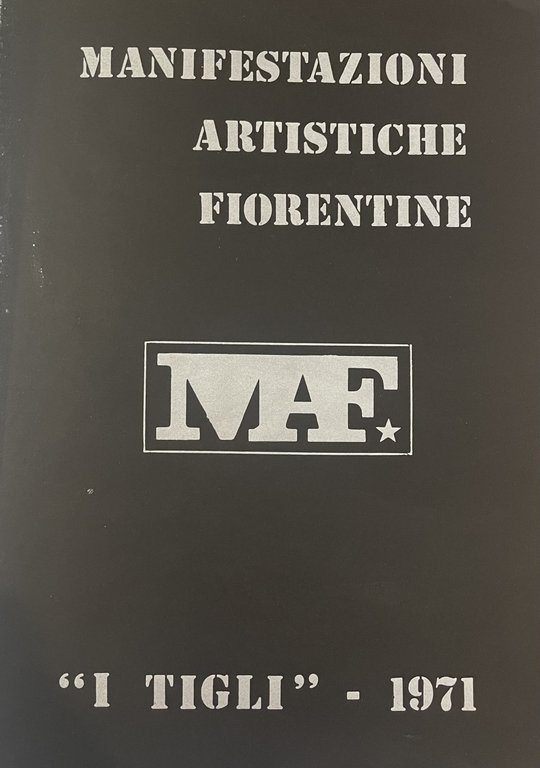 MANIFESTAZIONI
ARTISTICHE
FIORENTINE
MAF
“I TIGLI” - 1971